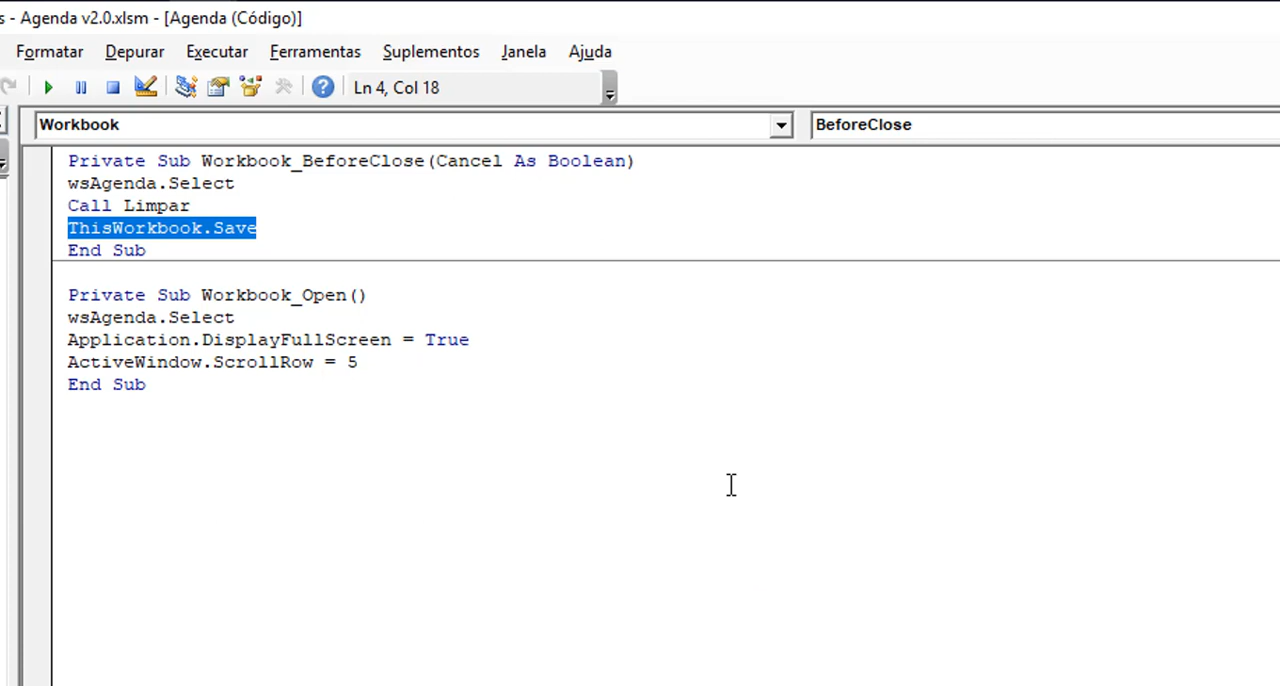 s - Agenda v2.0.xlsm - [Agenda (Código)]
Formatar Depurar Executar Ferramentas Suplementos Janela Ajuda
Ln 4, Col 18
Workbook BeforeClose
Private Sub Workbook_BeforeClose(Cancel As Boolean)
wsAgenda.Select
Call Limpar
ThisWorkbook.Save
End Sub
Private Sub Workbook_Open()
wsAgenda.Select
Application.DisplayFullScreen = True
ActiveWindow.ScrollRow = 5
End Sub